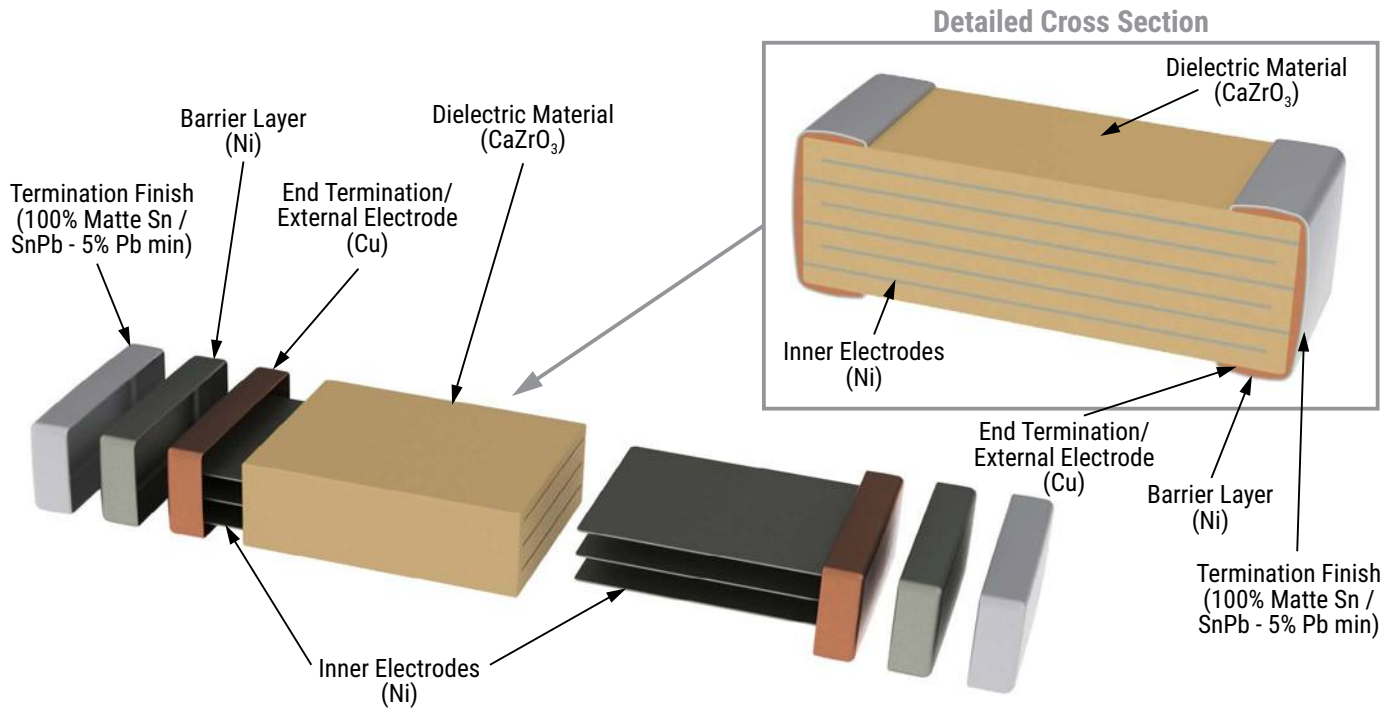 Detailed Cross Section
Dielectric Material
(CaZrO₃)
Inner Electrodes
(Ni)
End Termination/
External Electrode
(Cu)
Barrier Layer
(Ni)
Termination Finish
(100% Matte Sn /
SnPb - 5% Pb min)
Dielectric Material
(CaZrO₃)
Barrier Layer
(Ni)
End Termination/
External Electrode
(Cu)
Termination Finish
(100% Matte Sn /
SnPb - 5% Pb min)
Inner Electrodes
(Ni)